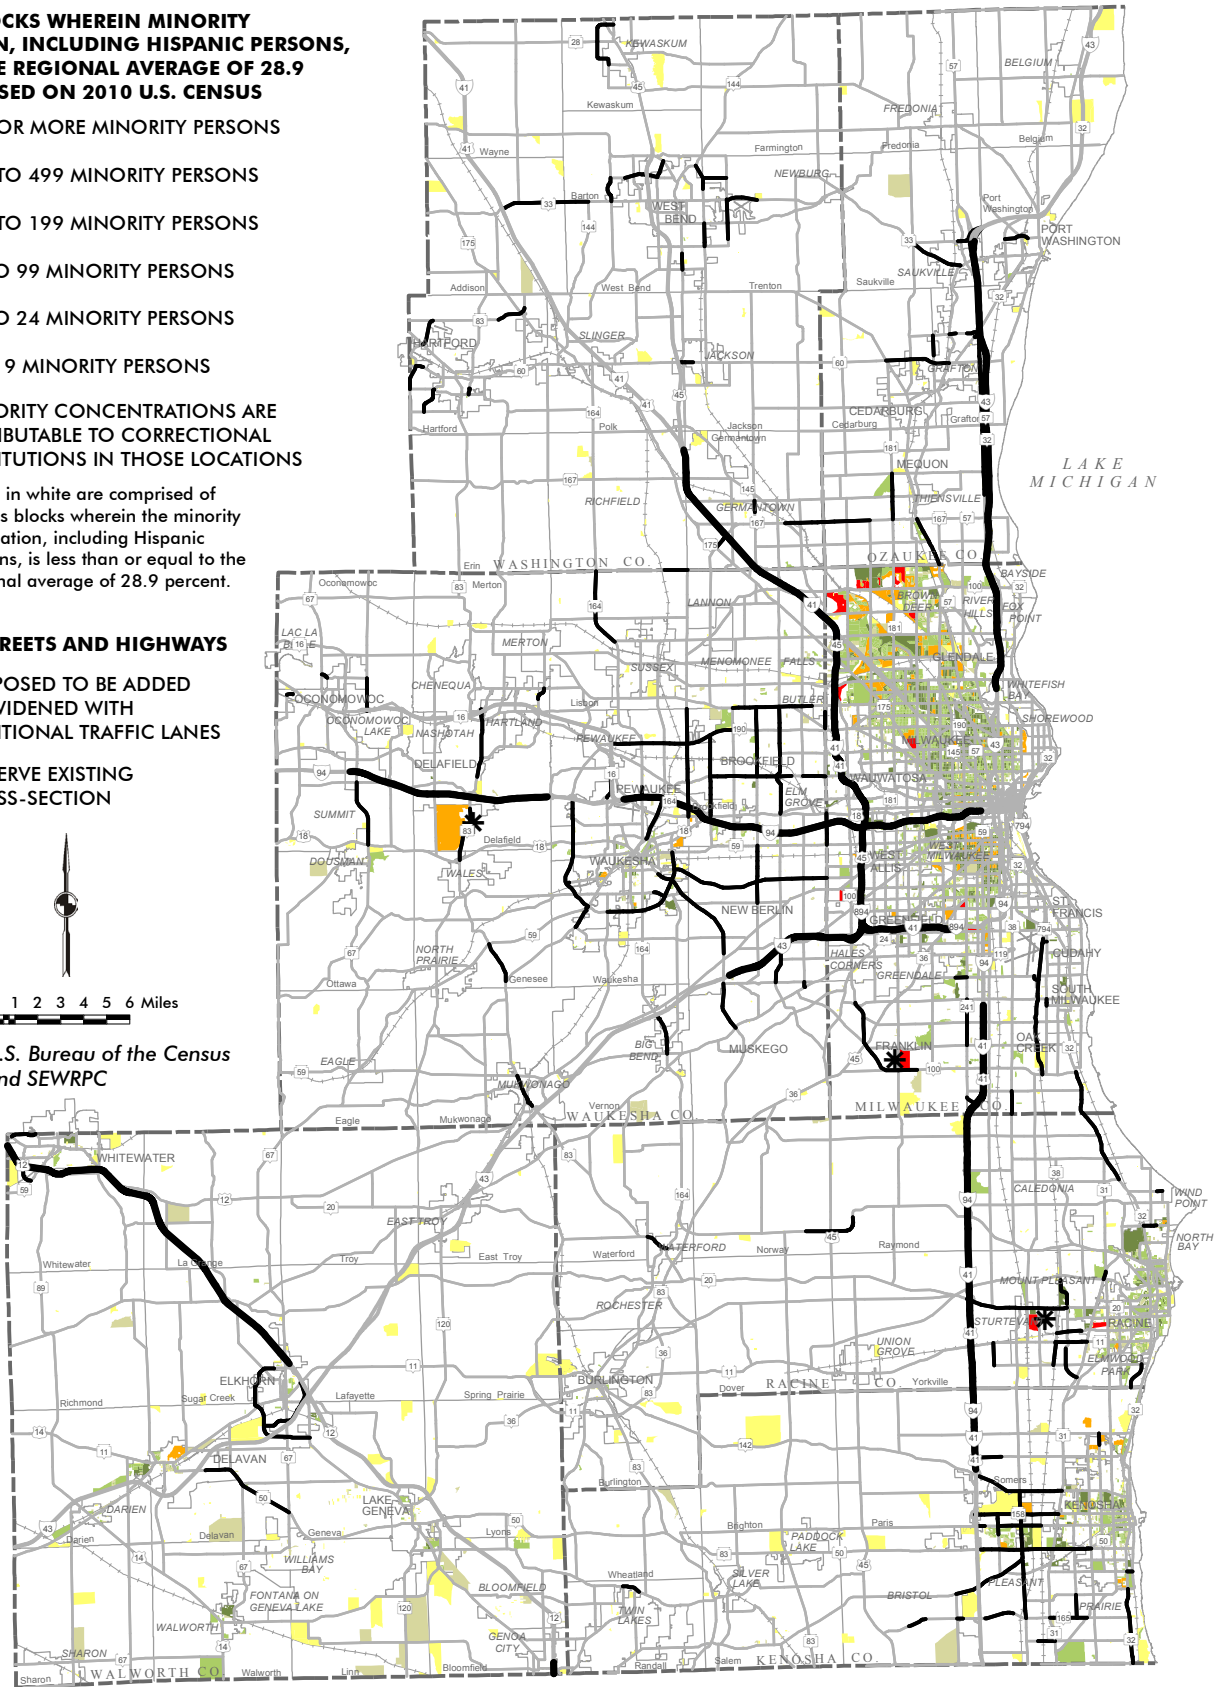 OCKS WHEREIN MINORITY
N, INCLUDING HISPANIC PERSONS,
E REGIONAL AVERAGE OF 28.9
SED ON 2010 U.S. CENSUS
OR MORE MINORITY PERSONS
TO 499 MINORITY PERSONS
TO 199 MINORITY PERSONS
O 99 MINORITY PERSONS
O 24 MINORITY PERSONS
9 MINORITY PERSONS
ORITY CONCENTRATIONS ARE
IBUTABLE TO CORRECTIONAL
ITUTIONS IN THOSE LOCATIONS
in white are comprised of
s blocks wherein the minority
ation, including Hispanic
ns, is less than or equal to the
nal average of 28.9 percent.
REETS AND HIGHWAYS
POSED TO BE ADDED
VIDENED WITH
ITIONAL TRAFFIC LANES
ERVE EXISTING
SS-SECTION
1 2 3 4 5 6 Miles
.S. Bureau of the Census
nd SEWRPC
KEWASKUM
BELGIUM
Kewaskum
FREDONIA
Wayne
Farmington
Fredonia
Belgium
NEWBURG
Barton
WEST
BEND
Port
Washington
PORT
WASHINGTON
SAUKVILLE
Addison
West Bend
Trenton
Saukville
HARTFORD
SLINGER
JACKSON
GRAFTON
CEDARBURG
Hartford
Polk
Jackson
Germantown
Cedarburg
Grafton
MEQUON
LAKE
MICHIGAN
RICHFIELD
GERMANTOWN
THIENSVILLE
Erin
WASHINGTON CO.
OZAUKEE CO.
Oconomowoc
Merton
BAYSIDE
LANNON
BROWN
DEER
RIVER
HILLS
FOX
POINT
LAC LA
MERTON
SUSSEX
MENOMONEE FALLS
GLENDALE
CHENEQUA
WHITEFISH
BAY
OCONOMOWOC
Lisbon
BUTLER
OCONOMOWOC
LAKE
NASHOTAH
HARTLAND
PEWAUKEE
SHOREWOOD
MILWAUKEE
DELAFIELD
BROOKFIELD
WAUWATOSA
PEWAUKEE
ELM
GROVE
Brookfield
SUMMIT
Delafield
DOUSMAN
WALES
WAUKESHA
WEST
ALLIS
WEST
MILWAUKEE
NEW BERLIN
ST.
FRANCIS
GREENFIELD
NORTH
PRAIRIE
HALES
CORNERS
GREENDALE
CUDAHY
Ottawa
Genesee
Waukesha
SOUTH
MILWAUKEE
EAGLE
BIG
BEND
MUSKEGO
FRANKLIN
OAK
CREEK
MUKWONAGO
Vernon
Eagle
Mukwonago
WAUKESHA CO.
MILWAUKEE CO.
WHITEWATER
CALEDONIA
WIND
POINT
EAST TROY
NORTH
BAY
Whitewater
La Grange
Troy
East Troy
Waterford
WATERFORD
Norway
Raymond
MOUNT PLEASANT
ROCHESTER
STURTEVANT
RACINE
UNION
GROVE
ELMWOOD
PARK
ELKHORN
BURLINGTON
Dover
RACINE CO.
Yorkville
Richmond
Sugar Creek
Lafayette
Spring Prairie
DELAVAN
Burlington
Somers
DARIEN
LAKE
GENEVA
KENOSHA
Darien
Delavan
Geneva
Lyons
Brighton
Paris
PADDOCK
LAKE
WILLIAMS
BAY
Wheatland
SILVER
LAKE
PLEASANT
PRAIRIE
FONTANA ON
GENEVA LAKE
BLOOMFIELD
BRISTOL
TWIN
LAKES
WALWORTH
GENOA
CITY
SHARON
Sharon
WALWORTH CO.
Walworth
Linn
Bloomfield
Randall
Salem
KENOSHA CO.